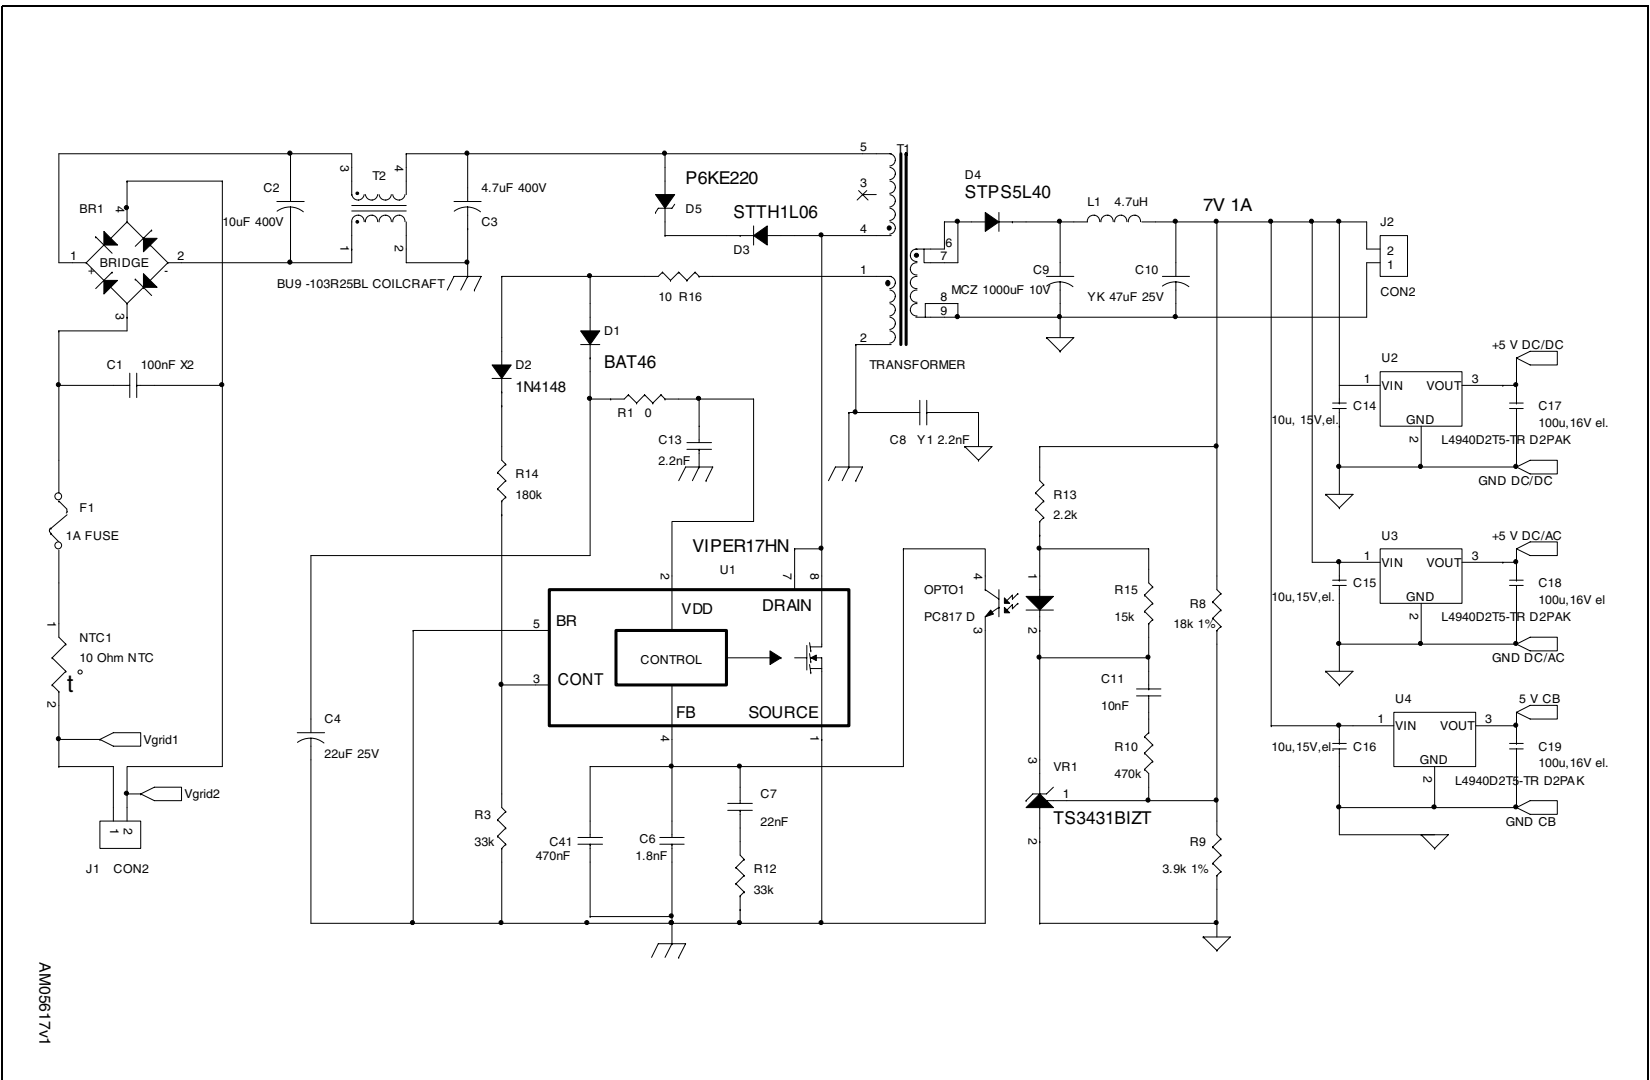 5
T1
3
4
T2
3
4
1
2
C2
10uF 400V
4.7uF 400V
C3
BR1
4
1
BRIDGE
2
+
-
3
BU9 -103R25BL COILCRAFT
P6KE220
D5
STTH1L06
D3
4
1
10 R16
2
TRANSFORMER
D4
STPS5L40
L1 4.7uH
7V 1A
6
7
8
9
C9
MCZ 1000uF 10V
C10
YK 47uF 25V
J2
2
1
CON2
C1 100nF X2
D1
BAT46
D2
1N4148
R1 0
C13
2.2nF
C8 Y1 2.2nF
R14
180k
F1
1A FUSE
+5 V DC/DC
U2
1
VIN
VOUT
3
GND
2
C14
10u, 15V,el.
C17
100u,16V el.
L4940D2T5-TR D2PAK
GND DC/DC
R13
2.2k
VIPER17HN
U1
2
7
8
VDD
DRAIN
5
BR
CONTROL
3
CONT
FB
SOURCE
4
1
4
OPTO1
PC817 D
3
1
2
R15
15k
R8
18k 1%
+5 V DC/AC
U3
1
VIN
VOUT
3
GND
2
C15
10u,15V,el.
C18
100u,16V el
L4940D2T5-TR D2PAK
GND DC/AC
1
NTC1
10 Ohm NTC
t°
2
C11
10nF
R10
470k
3
VR1
1
TS3431BIZT
2
5 V CB
U4
1
VIN
VOUT
3
GND
2
C16
10u,15V,el
C19
100u,16V el.
L4940D2T5-TR D2PAK
GND CB
C4
22uF 25V
Vgrid1
Vgrid2
1
2
J1 CON2
R3
33k
C41
470nF
C6
1.8nF
C7
22nF
R12
33k
R9
3.9k 1%
AM05617v1